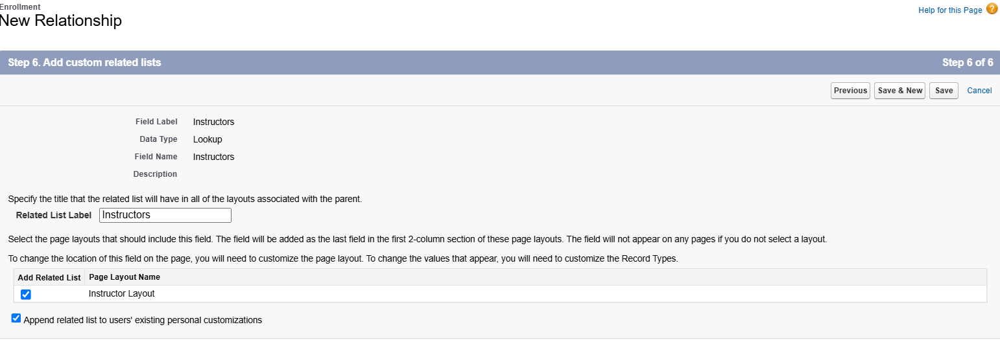 Enrollment
New Relationship
Help for this Page ?
Step 6. Add custom related lists
Step 6 of 6
Previous Save & New Save Cancel
Field Label Instructors
Data Type Lookup
Field Name Instructors
Description
Specify the title that the related list will have in all of the layouts associated with the parent.
Related List Label Instructors
Select the page layouts that should include this field. The field will be added as the last field in the first 2-column section of these page layouts. The field will not appear on any pages if you do not select a layout.
To change the location of this field on the page, you will need to customize the page layout. To change the values that appear, you will need to customize the Record Types.
Add Related List Page Layout Name
Instructor Layout
Append related list to users' existing personal customizations